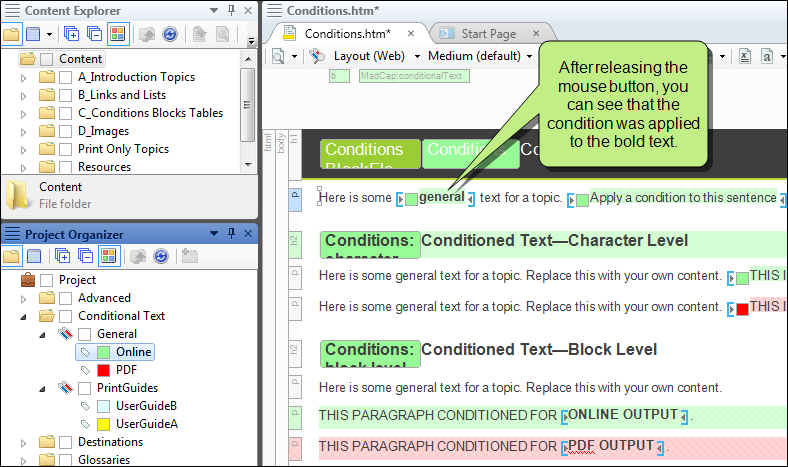 Content Explorer
Content
A_Introduction Topics
B_Links and Lists
C_Conditions Blocks Tables
D_Images
Print Only Topics
Resources
Content
File folder
Project Organizer
Project
Advanced
Conditional Text
General
Online
PDF
PrintGuides
UserGuideB
UserGuideA
Destinations
Glossaries
Conditions.htm*
Conditions.htm* Start Page
Layout (Web) Medium (default)
b MadCap:conditionalText
html body h1 Conditions Condition
After releasing the
mouse button, you
can see that the
condition was applied
to the bold text.
p Here is some general text for a topic. Apply a condition to this sentence
h2 Conditions: Conditioned Text—Character Level
character
p Here is some general text for a topic. Replace this with your own content. THIS I
p Here is some general text for a topic. Replace this with your own content. THIS
h2 Conditions: Conditioned Text—Block Level
block level
p Here is some general text for a topic. Replace this with your own content.
p THIS PARAGRAPH CONDITIONED FOR ONLINE OUTPUT .
p THIS PARAGRAPH CONDITIONED FOR PDF OUTPUT .